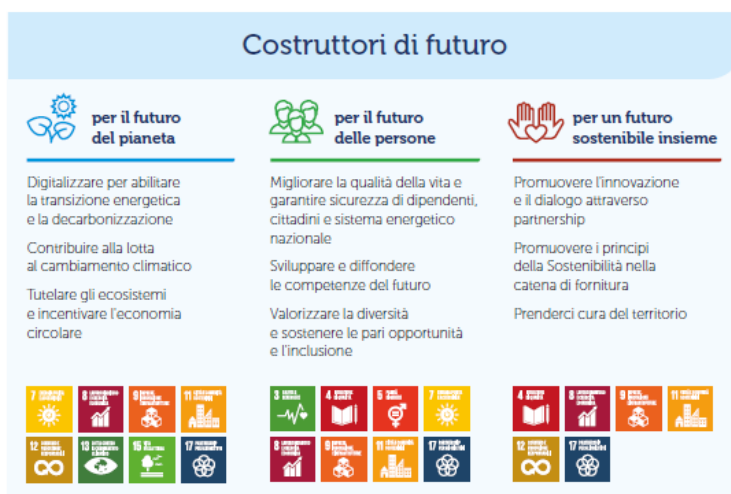 Costruttori di futuro
per il futuro
del pianeta
Digitalizzare per abilitare
la transizione energetica
e la decarbonizzazione
Contribuire alla lotta
al cambiamento climatico
Tutelare gli ecosistemi
e incentivare l'economia
circolare
7
8
9
11
12
13
15
17
per il futuro
delle persone
Migliorare la qualità della vita e
garantire sicurezza di dipendenti,
cittadini e sistema energetico
nazionale
Sviluppare e diffondere
le competenze del futuro
Valorizzare la diversità
e sostenere le pari opportunità
e l'inclusione
3
4
5
7
8
9
11
17
per un futuro
sostenibile insieme
Promuovere l'innovazione
e il dialogo attraverso
partnership
Promuovere i principi
della Sostenibilità nella
catena di fornitura
Prenderci cura del territorio
4
8
9
11
12
17